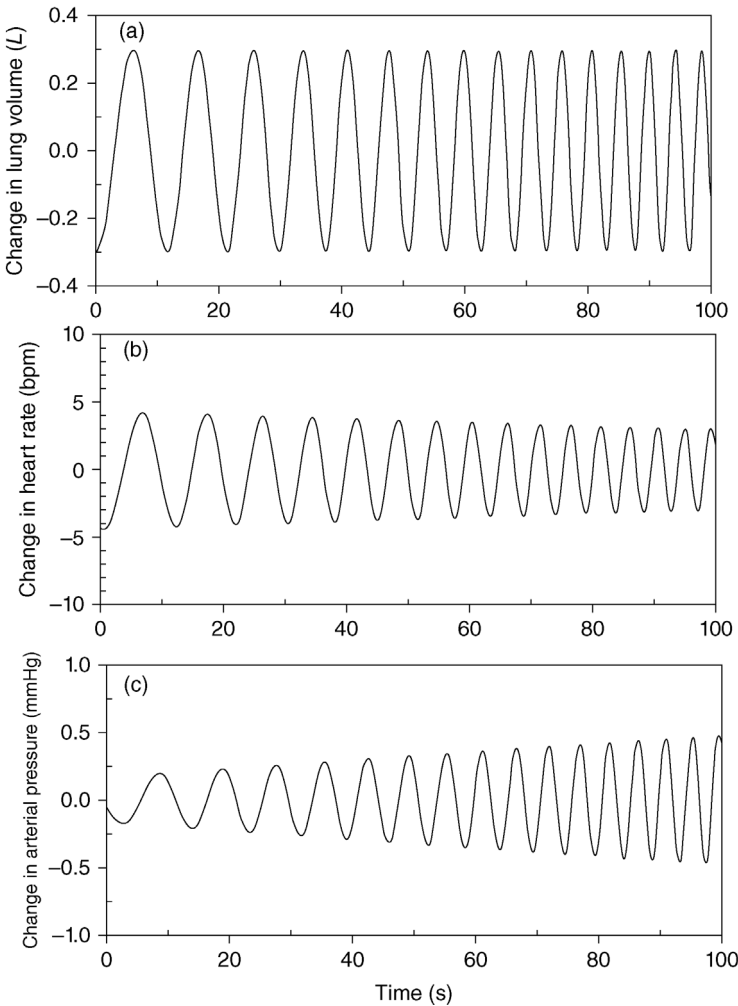 (a)
Change in lung volume (L)
0.4
0.2
0.0
−0.2
−0.4
0 20 40 60 80 100
(b)
Change in heart rate (bpm)
10
5
0
−5
−10
0 20 40 60 80 100
(c)
Change in arterial pressure (mmHg)
1.0
0.5
0.0
−0.5
−1.0
0 20 40 60 80 100
Time (s)